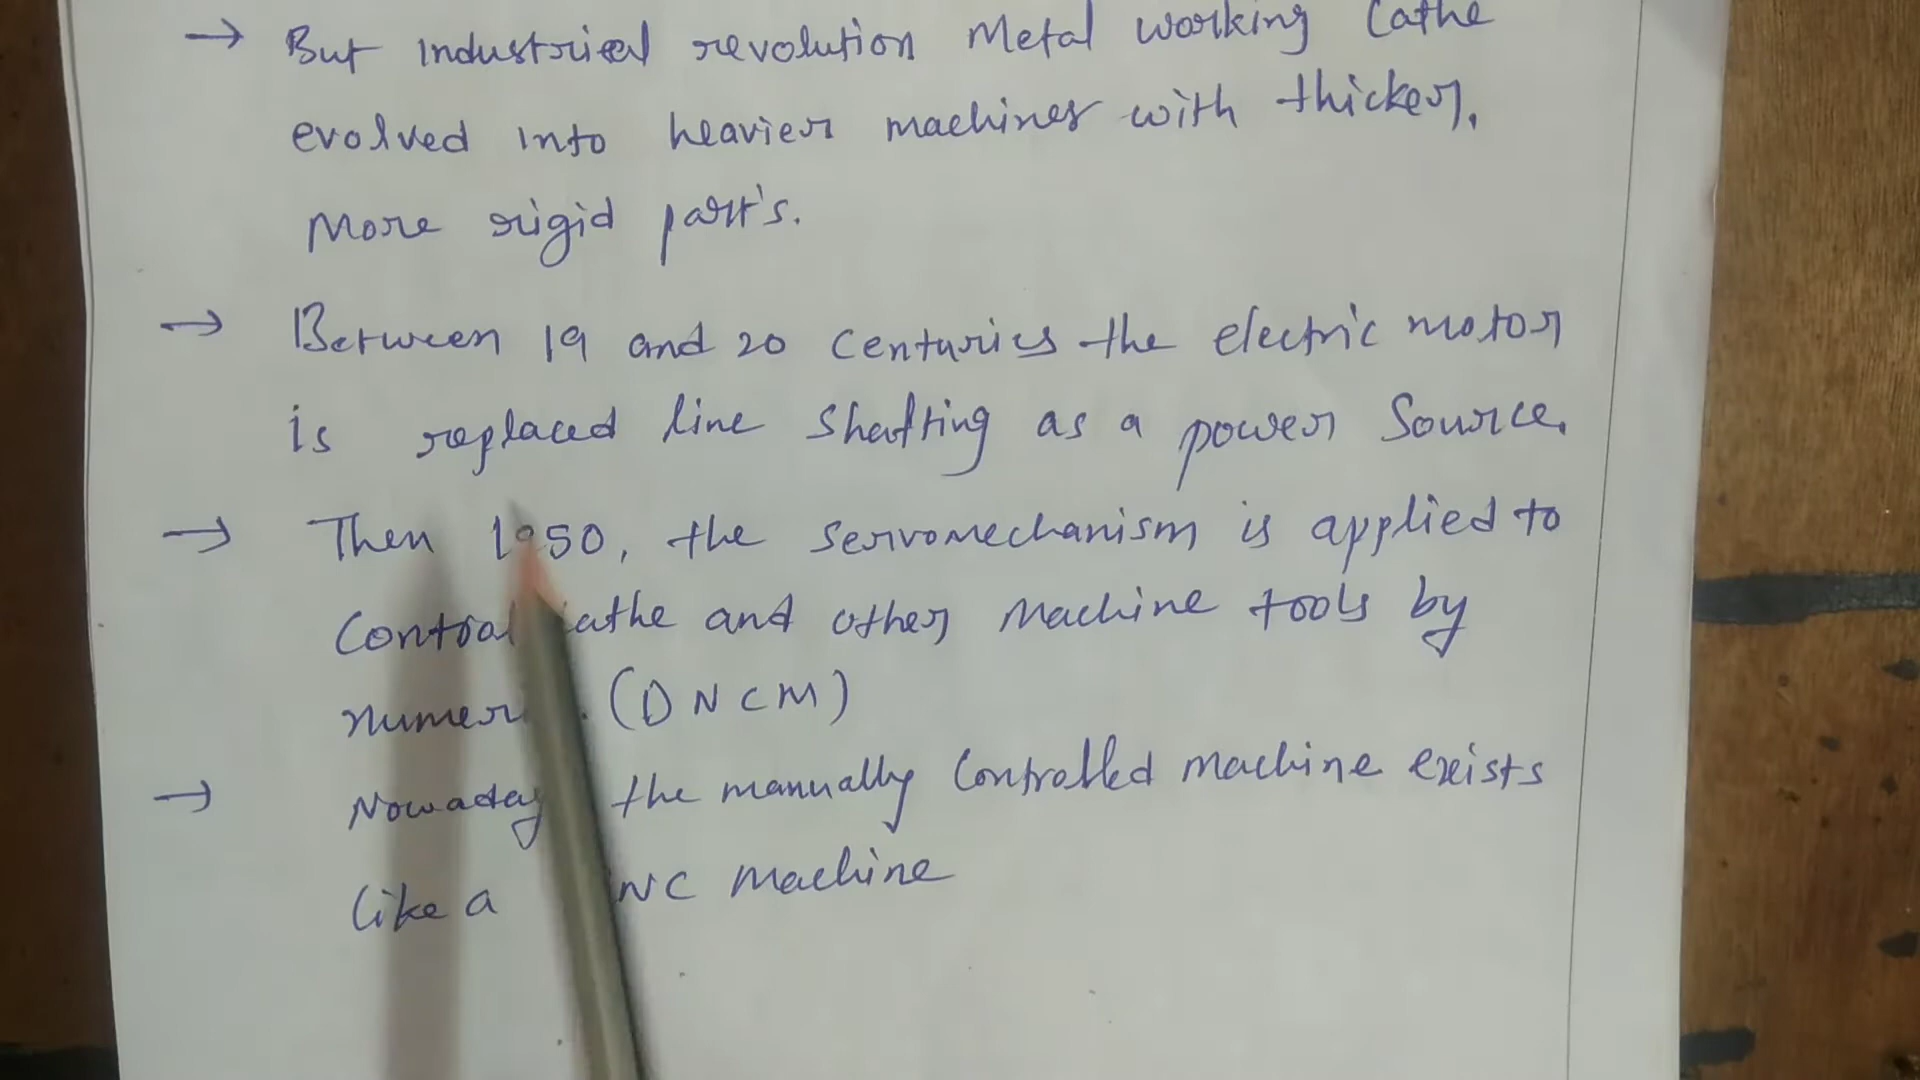 → But industrical revolution Metal working Lathe
evolved into heavier machines with thicker,
More rigid part's.
→ Between 19 and 20 centuries the electric motor
is replaced line shafting as a power source.
→ Then 1950, the servomechanism is applied to
Control athe and other Machine tools by
numer (DNCM)
→ Nowaday the manually Controlled machine exists
like a NC machine